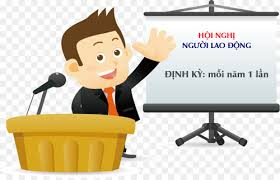 HỘI NGHỊ
NGƯỜI LAO ĐỘNG
ĐỊNH KỲ: mỗi năm 1 lần